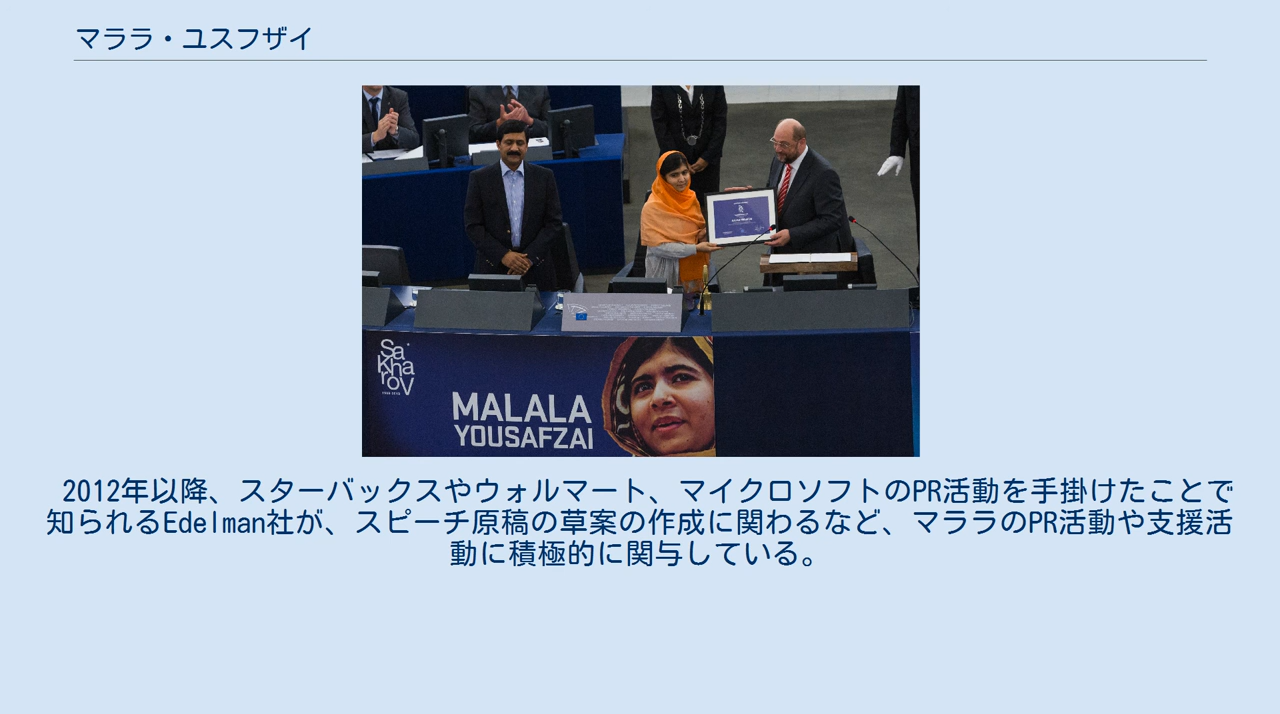 マララ・ユスフザイ
Sa
kha
rov
MALALA
YOUSAFZAI
2012年以降、スターバックスやウォルマート、マイクロソフトのPR活動を手掛けたことで
知られるEdelman社が、スピーチ原稿の草案の作成に関わるなど、マララのPR活動や支援活
動に積極的に関与している。